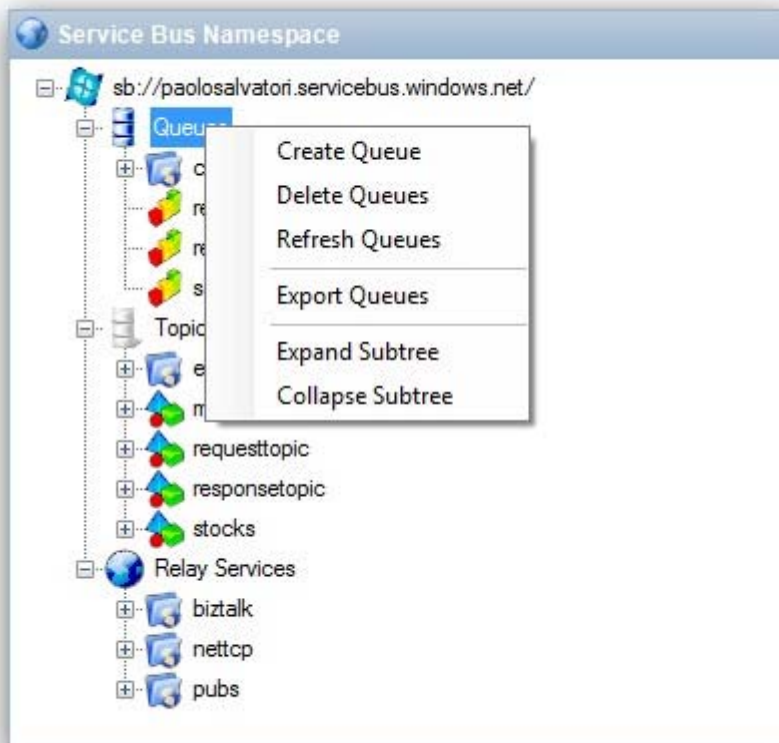 Service Bus Namespace
sb://paolosalvatori.servicebus.windows.net/
Queues
Create Queue
Delete Queues
Refresh Queues
Export Queues
Expand Subtree
Collapse Subtree
requesttopic
responsetopic
stocks
Relay Services
biztalk
nettcp
pubs